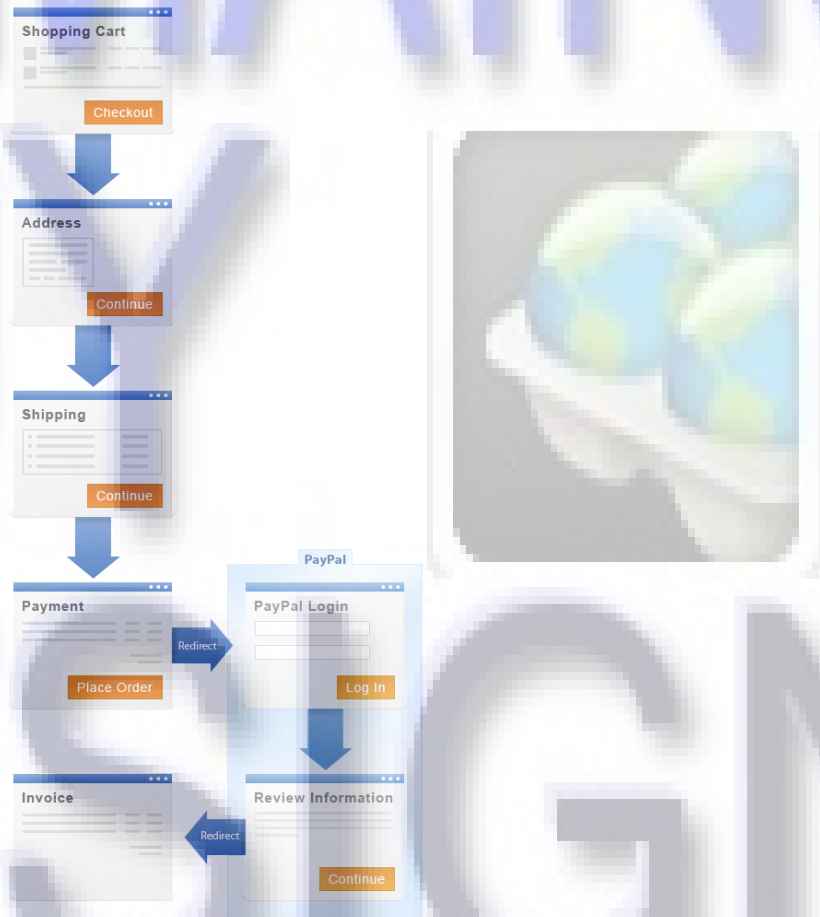 Shopping Cart
Checkout
Address
Continue
Shipping
Continue
PayPal
Payment
PayPal Login
Redirect
Place Order
Log In
Invoice
Review Information
Redirect
Continue